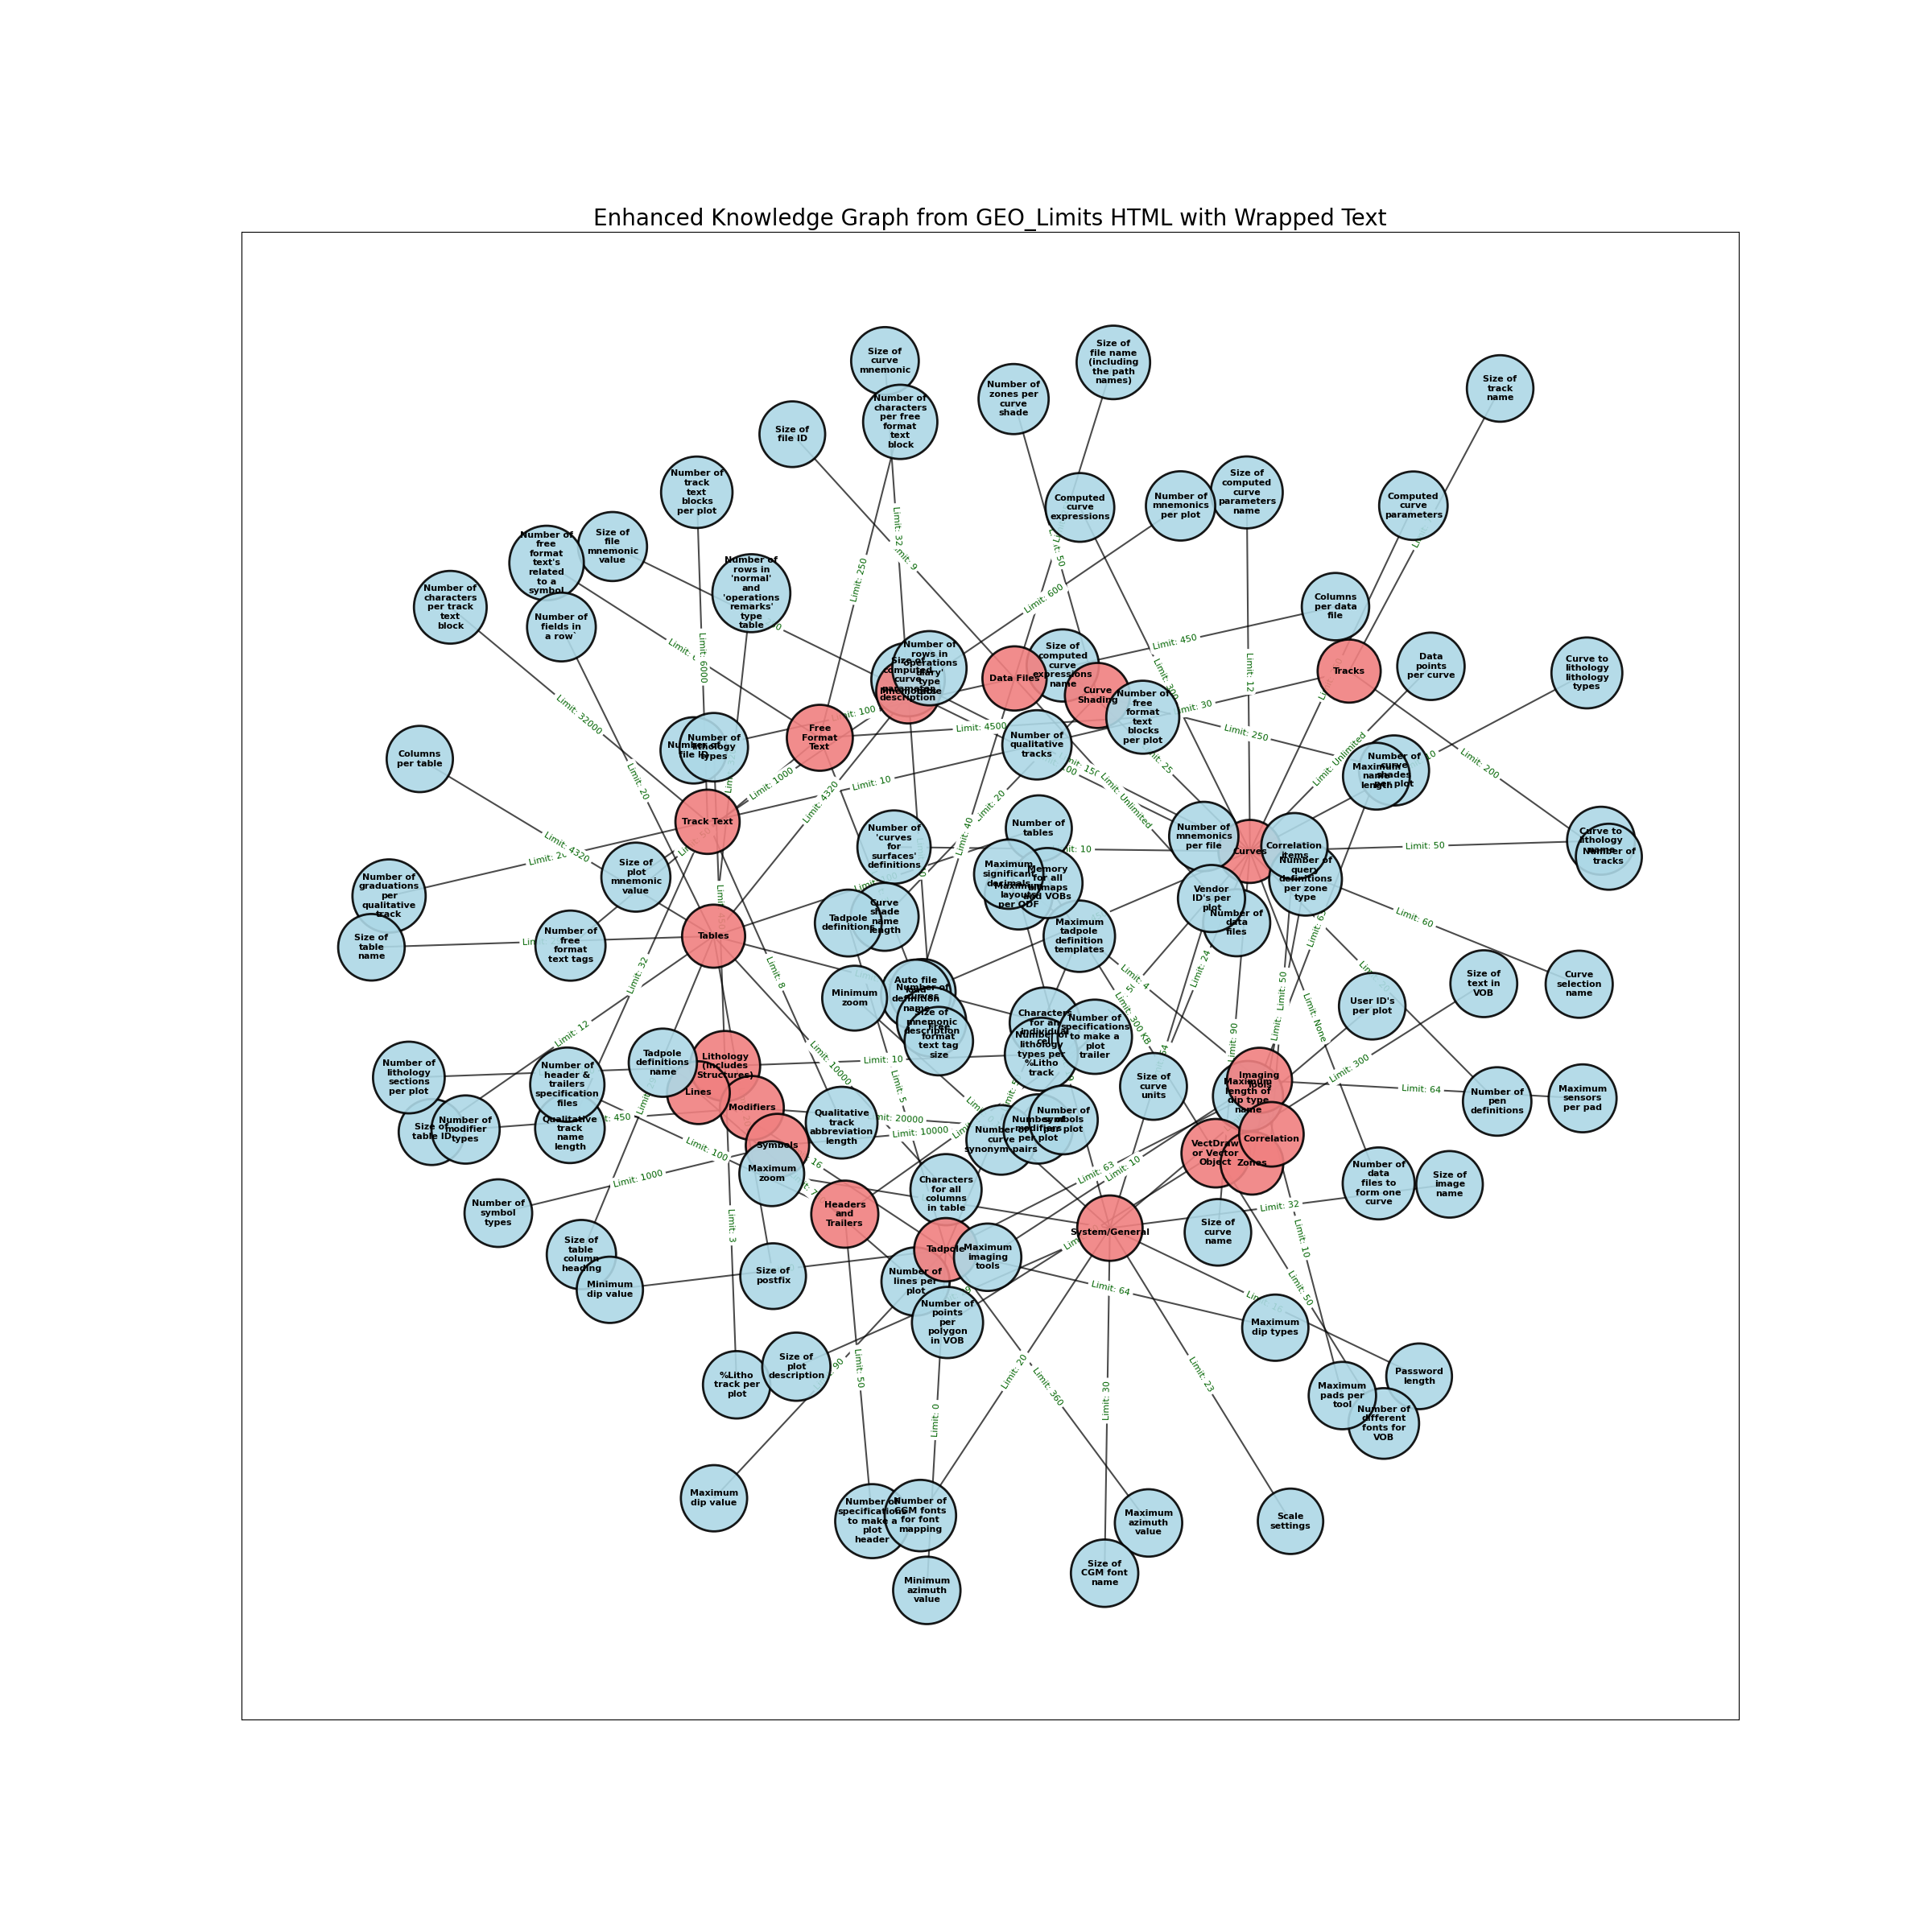 Enhanced Knowledge Graph from GEO_Limits HTML with Wrapped Text
Size of
curve
mnemonic
Size of
file name
(including
the path
names)
Number of
zones per
curve
shade
Size of
track
name
Number of
characters
per free
format
text
block
Size of
file ID
Number of
track
text
blocks
per plot
Computed
curve
expressions
Number of
mnemonics
per plot
Size of
computed
curve
parameters
name
Computed
curve
parameters
Number of
free
format
text's
related
to a
symbol
Size of
file
mnemonic
value
Number of
characters
per track
text
block
Number of
fields in
a row`
Number of
rows in
'normal'
and
'operations
remarks'
type
table
Columns
per data
file
Limit: 32
Limit: 250
Limit: 600
Limit: 450
Limit: 6000
Limit: 12
Limit: 300
Number of
rows in
'operations
diary'
type
Size of
computed
curve
expressions
name
Data Files
Curve
Shading
Tracks
Data
points
per curve
Curve to
lithology
types
Number of
free
format
text
blocks
per plot
Free
Format
Text
Number of
qualitative
tracks
Number of
lithology
types
Columns
per table
Limit: 32000
Limit: 100
Limit: 4500
Limit: 30
Limit: 250
Limit: 20
Limit: 1000
Limit: 10
Limit: 4320
Limit: Unlimited
Limit: Unlimited
Limit: 200
Number of
curve
shades
per plot
Maximum
name
length
Track Text
Number of
'curves
for
surfaces'
definitions
Number of
tables
Number of
mnemonics
per file
Curves
Correlation
items
Number of
query
definitions
per zone
type
Limit: 50
Curve to
lithology
Number of
tracks
Limit: 4320
Limit: 40
Limit: 20
Size of
plot
mnemonic
value
Number of
graduations
per
qualitative
track
Size of
table
name
Number of
free
format
text tags
Tables
Tadpole
definitions
Curve
shade
name
length
Maximum
significant
decimals
Maximum
layouts
per ODF
Memory
for all
bitmaps
and VOBs
Maximum
tadpole
definition
templates
Vendor
ID's per
plot
Number of
data
files
Limit: 60
Curve
selection
name
Size of
text in
VOB
User ID's
per plot
Minimum
zoom
Auto file
load
definition
name
Size of
mnemonic
description
Free
format
text tag
size
Characters
for an
individual
cell
Number of
specifications
to make a
plot
trailer
Number of
lithology
types per
%Litho
track
Limit: 32
Limit: 8
Limit: 4
Limit: 24
Limit: 300 KB
Limit: 90
Limit: 50
Limit: None
Limit: 12
Limit: 10
Limit: 10000
Limit: 5
Limit: 300
Limit: 64
Number of
lithology
sections
per plot
Number of
header &
trailers
specification
files
Tadpole
definitions
name
Lithology
(includes
Structures)
Lines
Modifiers
Symbols
Size of
curve
units
Imaging
Tools
Maximum
length of
dip type
name
Number of
pen
definitions
Maximum
sensors
per pad
Size of
table ID
Number of
modifier
types
Qualitative
track
name
length
Qualitative
track
abbreviation
length
Number of
curve
synonym pairs
Number of
modifiers
per plot
Number of
symbols
per plot
VectDraw
or Vector
Object
Zones
Correlation
Limit: 20000
Limit: 10000
Limit: 100
Limit: 1000
Limit: 63
Limit: 10
Limit: 32
Maximum
zoom
Characters
for all
columns
in table
Number of
symbol
types
Headers
and
Trailers
System/General
Size of
curve
name
Number of
data
files to
form one
curve
Size of
image
name
Size of
table
column
heading
Minimum
dip value
Size of
postfix
Tadpole
Maximum
imaging
tools
Number of
lines per
plot
Number of
points
per
polygon
in VOB
Limit: 3
Limit: 64
Limit: 10
Limit: 50
Maximum
dip types
%Litho
track per
plot
Size of
plot
description
Limit: 50
Limit: 0
Limit: 20
Limit: 360
Limit: 30
Limit: 23
Password
length
Maximum
pads per
tool
Number of
different
fonts for
VOB
Maximum
dip value
Number of
specifications
to make a
plot
header
Number of
CGM fonts
for font
mapping
Maximum
azimuth
value
Scale
settings
Size of
CGM font
name
Minimum
azimuth
value